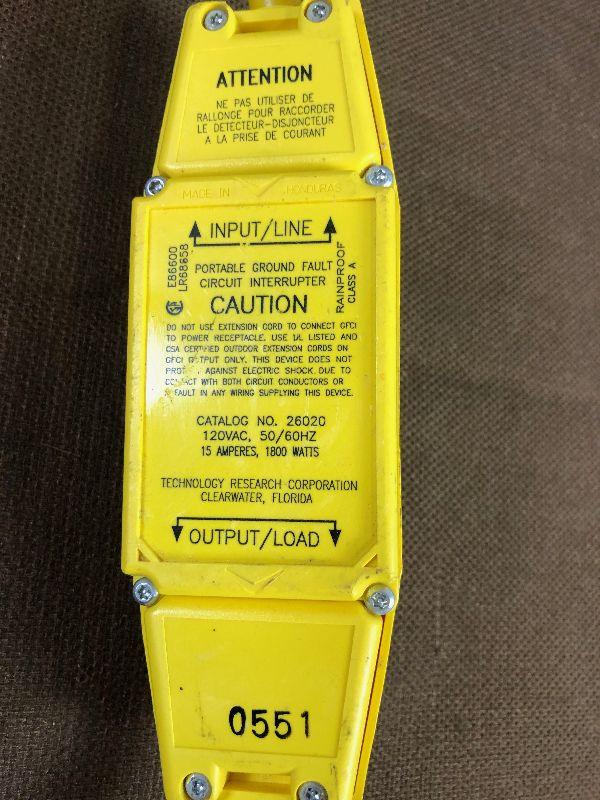 ATTENTION
NE PAS UTILISER DE
RALLONGE POUR RACCORDER
LE DETECTEUR-DISJONCTEUR
A LA PRISE DE COURANT
MADE IN HONDURAS
INPUT/LINE
E86600
LR68658
PORTABLE GROUND FAULT
CIRCUIT INTERRUPTER
RAINPROOF
CLASS A
CAUTION
DO NOT USE EXTENSION CORD TO CONNECT GFCI
TO POWER RECEPTACLE. USE UL LISTED AND
CSA CERTIFIED OUTDOOR EXTENSION CORDS ON
GFCI OUTPUT ONLY. THIS DEVICE DOES NOT
AGAINST ELECTRIC SHOCK DUE TO
CONTACT WITH BOTH CIRCUIT CONDUCTORS OR
FAULT IN ANY WIRING SUPPLYING THIS DEVICE.
CATALOG NO. 26020
120VAC, 50/60HZ
15 AMPERES, 1800 WATTS
TECHNOLOGY RESEARCH CORPORATION
CLEARWATER, FLORIDA
OUTPUT/LOAD
0551